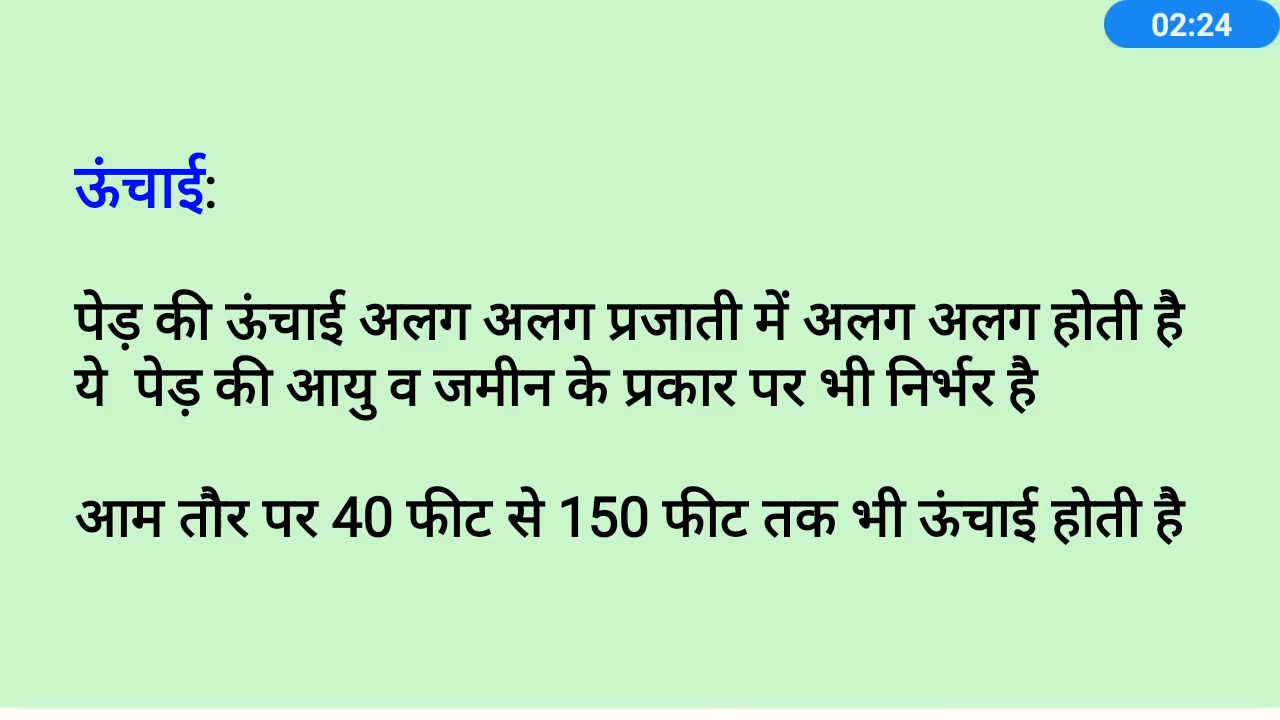 02:24
ऊंचाई:
पेड़ की ऊंचाई अलग अलग प्रजाती में अलग अलग होती है
ये  पेड़ की आयु व जमीन के प्रकार पर भी निर्भर है
आम तौर पर 40 फीट से 150 फीट तक भी ऊंचाई होती है